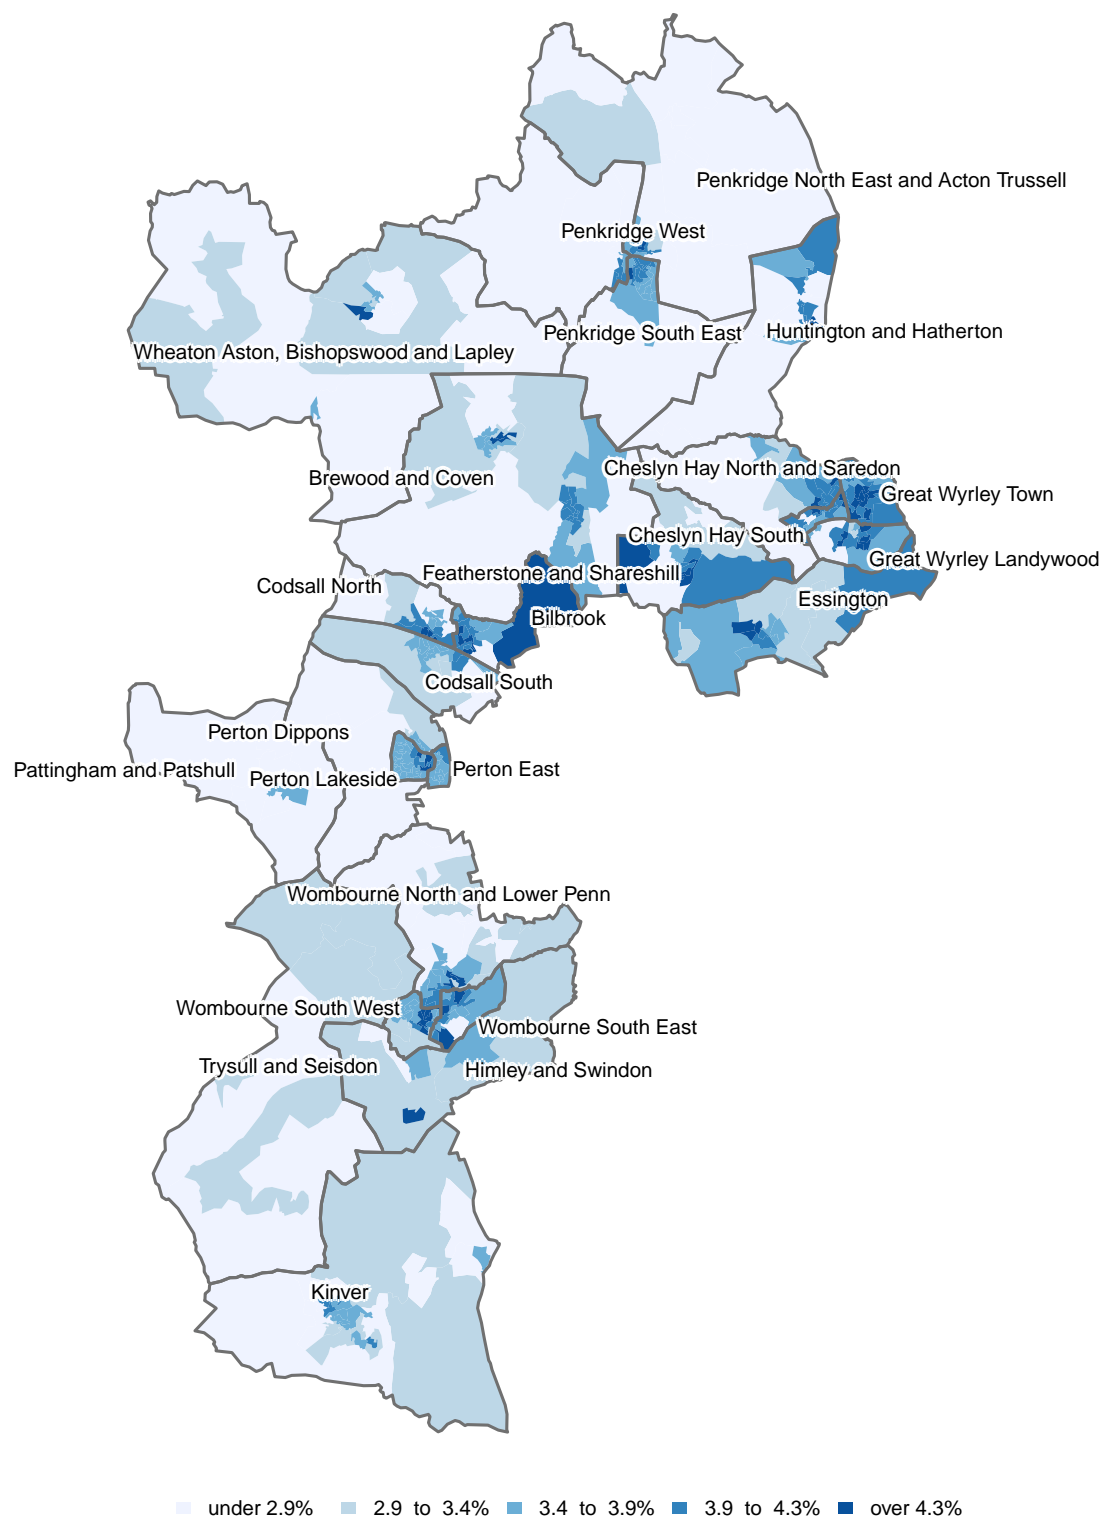 Penkridge North East and Acton Trussell
Penkridge West
Penkridge South East
Huntington and Hatherton
Wheaton Aston, Bishopswood and Lapley
Cheslyn Hay North and Saredon
Brewood and Coven
Great Wyrley Town
Cheslyn Hay South
Great Wyrley Landywood
Featherstone and Shareshill
Codsall North
Essington
Bilbrook
Codsall South
Perton Dippons
Pattingham and Patshull
Perton Lakeside
Perton East
Wombourne North and Lower Penn
Wombourne South West
Wombourne South East
Trysull and Seisdon
Himley and Swindon
Kinver
under 2.9% 2.9 to 3.4% 3.4 to 3.9% 3.9 to 4.3% over 4.3%